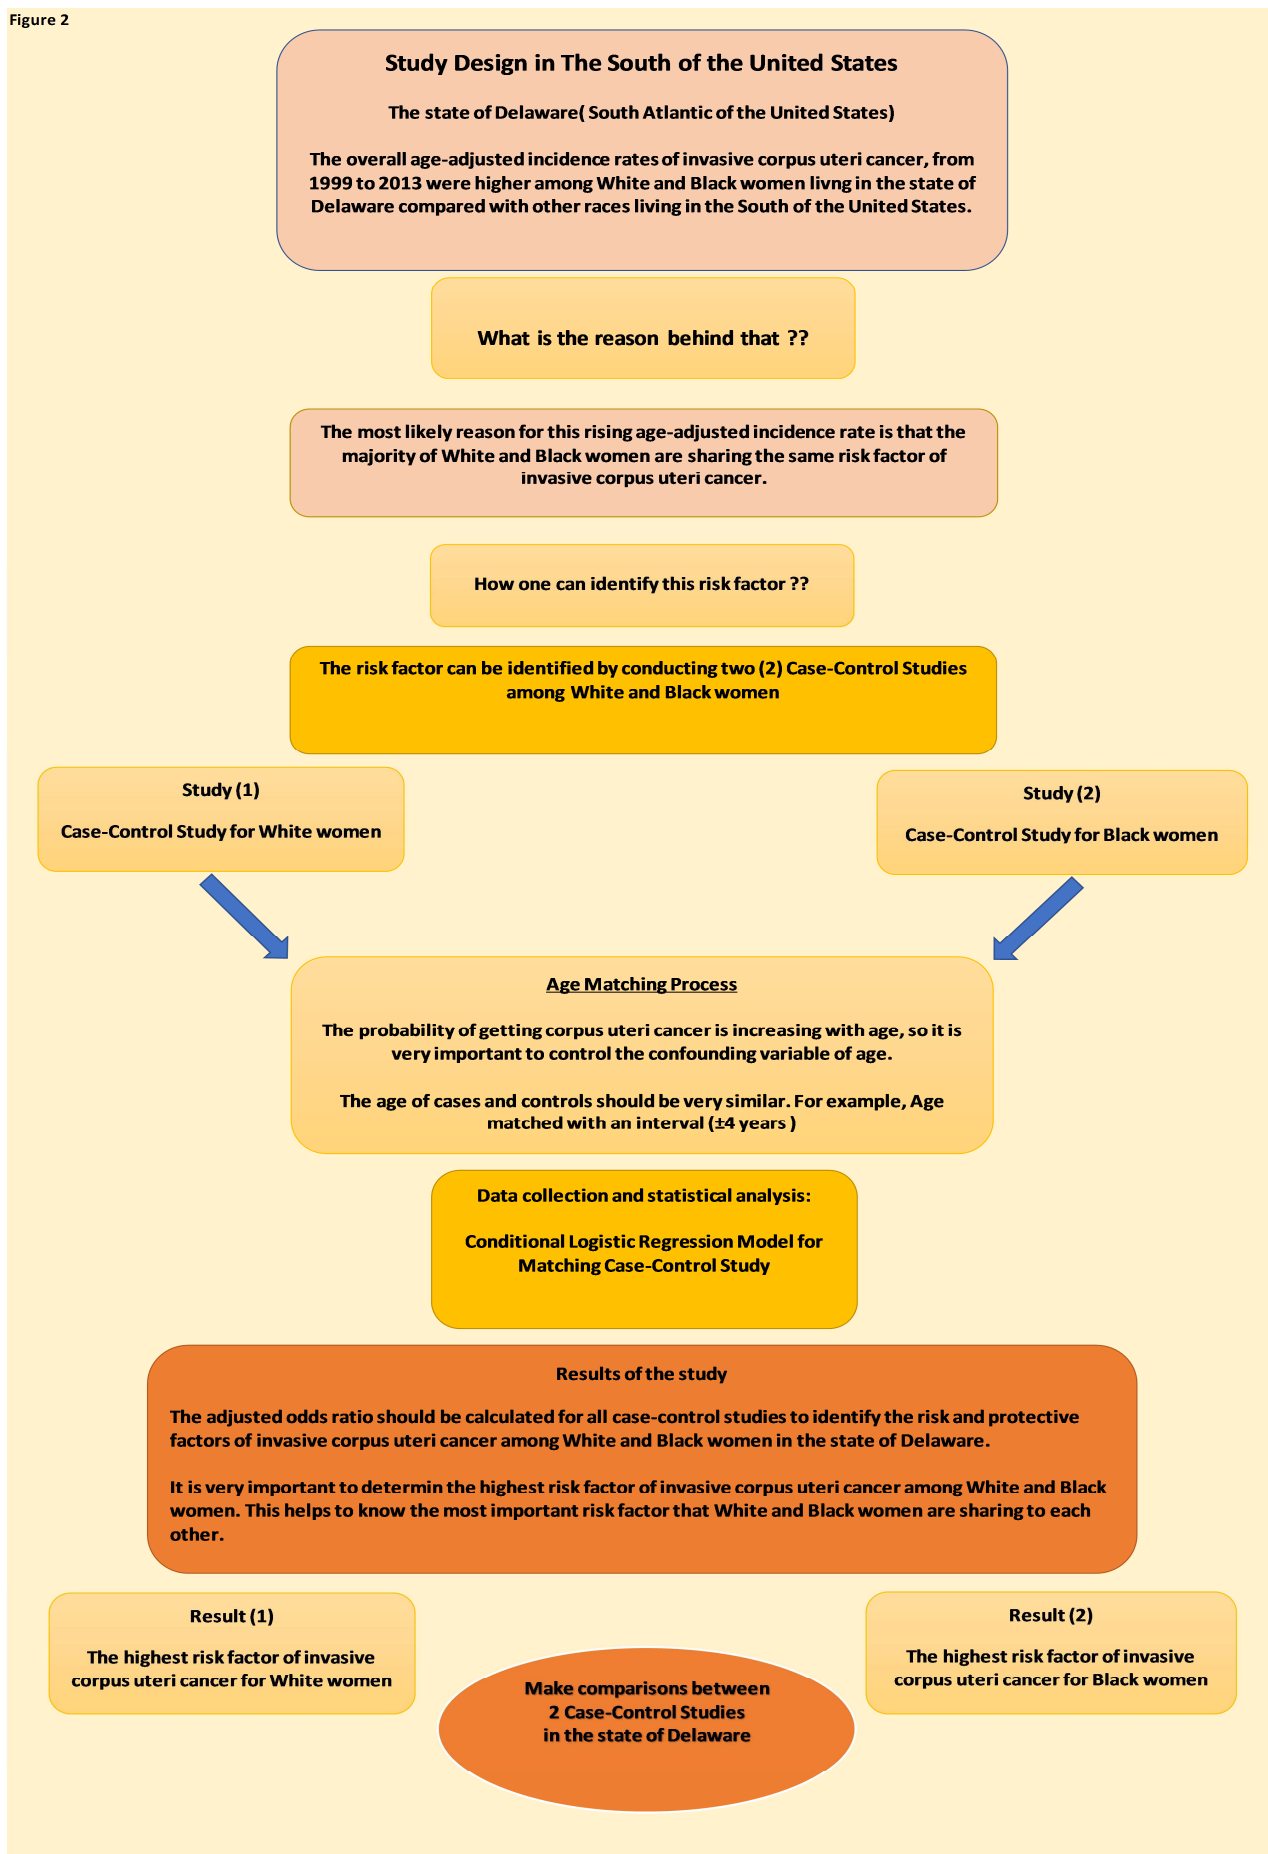 Figure 2
Study Design in The South of the United States
The state of Delaware( South Atlantic of the United States)
The overall age-adjusted incidence rates of invasive corpus uteri cancer, from
1999 to 2013 were higher among White and Black women livng in the state of
Delaware compared with other races living in the South of the United States.
What is the reason behind that ??
The most likely reason for this rising age-adjusted incidence rate is that the
majority of White and Black women are sharing the same risk factor of
invasive corpus uteri cancer.
How one can identify this risk factor ??
The risk factor can be identified by conducting two (2) Case-Control Studies
among White and Black women
Study (1)
Case-Control Study for White women
Study (2)
Case-Control Study for Black women
Age Matching Process
The probability of getting corpus uteri cancer is increasing with age, so it is
very important to control the confounding variable of age.
The age of cases and controls should be very similar. For example, Age
matched with an interval (±4 years )
Data collection and statistical analysis:
Conditional Logistic Regression Model for
Matching Case-Control Study
Results of the study
The adjusted odds ratio should be calculated for all case-control studies to identify the risk and protective
factors of invasive corpus uteri cancer among White and Black women in the state of Delaware.
It is very important to determin the highest risk factor of invasive corpus uteri cancer among White and Black
women. This helps to know the most important risk factor that White and Black women are sharing to each
other.
Result (1)
The highest risk factor of invasive
corpus uteri cancer for White women
Result (2)
The highest risk factor of invasive
corpus uteri cancer for Black women
Make comparisons between
2 Case-Control Studies
in the state of Delaware